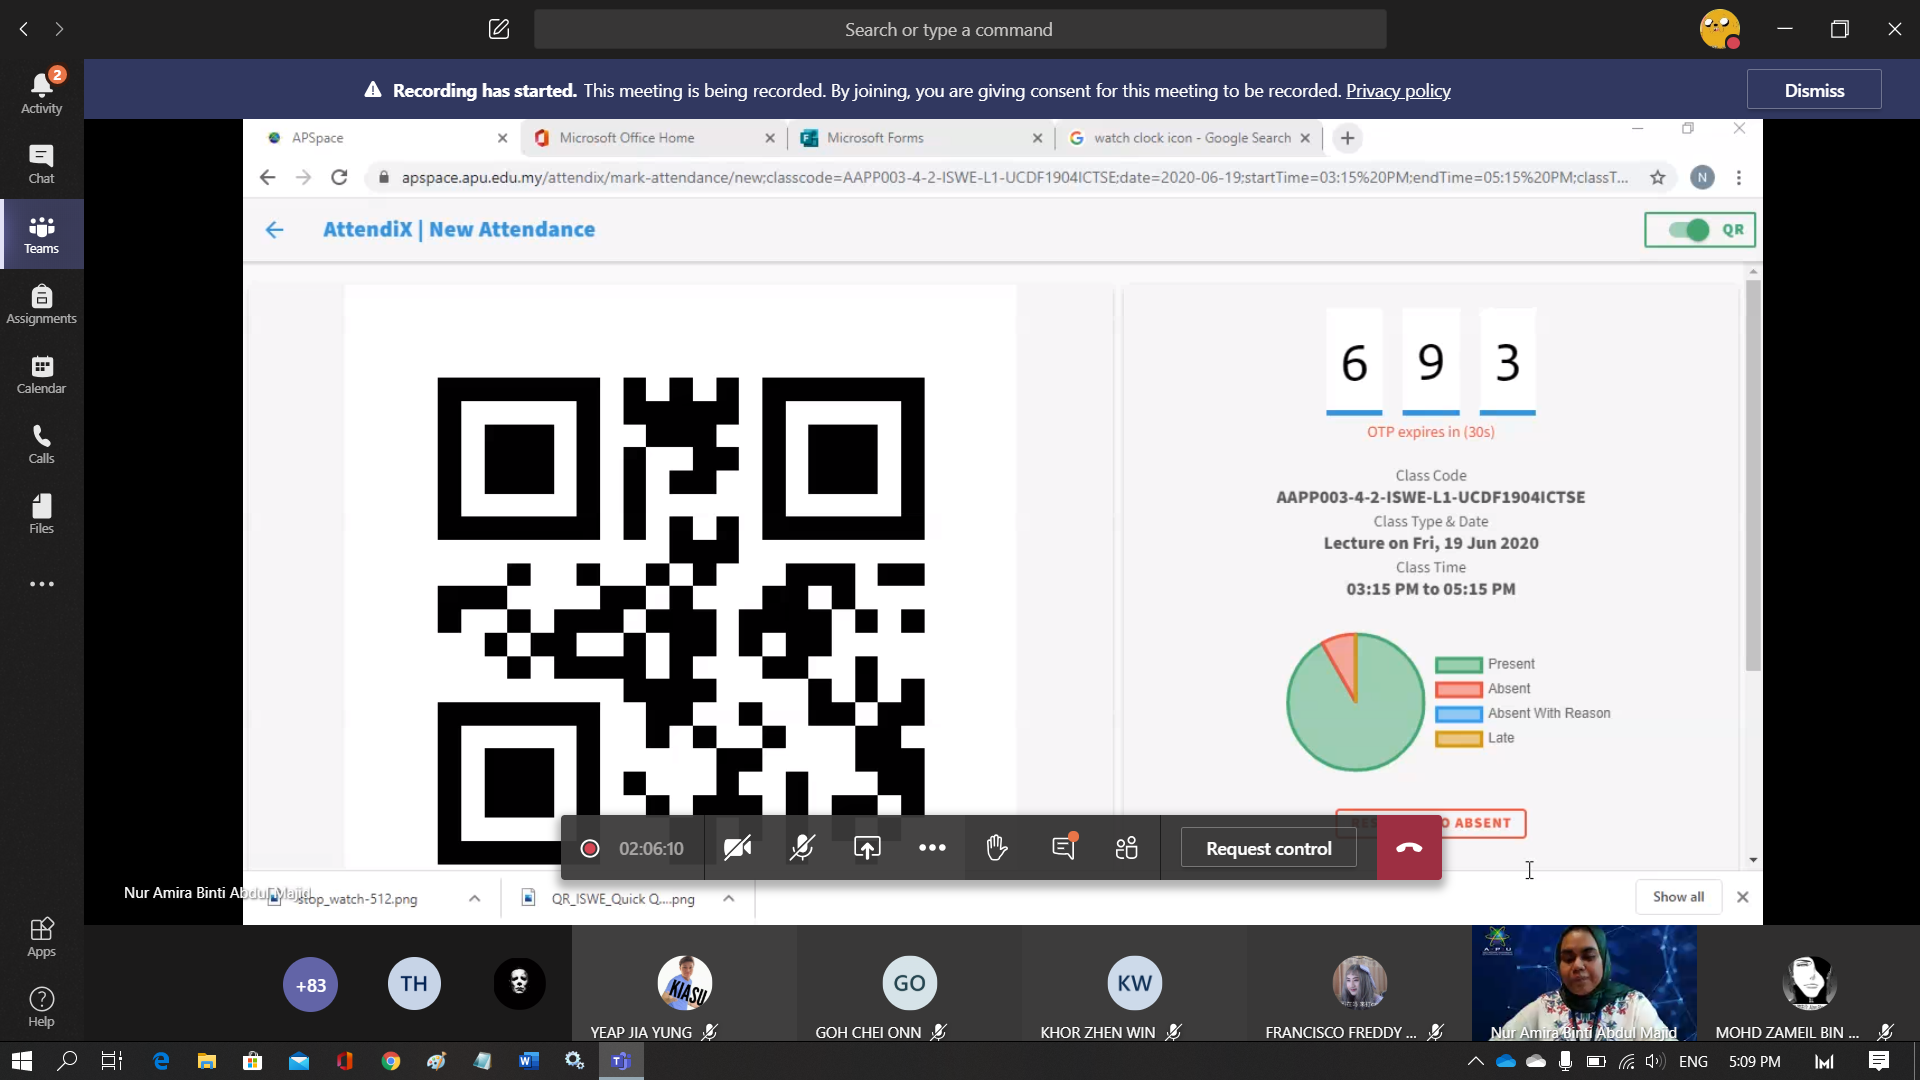 Search or type a command
2
Activity
Recording has started. This meeting is being recorded. By joining, you are giving consent for this meeting to be recorded. Privacy policy
Dismiss
Chat
Teams
Assignments
Calendar
Calls
Files
Apps
Help
APSpace
Microsoft Office Home
Microsoft Forms
watch clock icon - Google Search
apspace.apu.edu.my/attendix/mark-attendance/new;classcode=AAPP003-4-2-ISWE-L1-UCDF1904ICTSE;date=2020-06-19;startTime=03:15%20PM;endTime=05:15%20PM;classT...
N
AttendiX | New Attendance
QR
6 9 3
OTP expires in (30s)
Class Code
AAPP003-4-2-ISWE-L1-UCDF1904ICTSE
Class Type & Date
Lecture on Fri, 19 Jun 2020
Class Time
03:15 PM to 05:15 PM
Present
Absent
Absent With Reason
Late
O ABSENT
02:06:10
Request control
Nur Amira Binti Abdul Majid
stop_watch-512.png
QR_ISWE_Quick Q....png
Show all
+83
TH
KIASU
YEAP JIA YUNG
GO
GOH CHEI ONN
KW
KHOR ZHEN WIN
FRANCISCO FREDDY ...
A P U
Nur Amira Binti Abdul Majid
MOHD ZAMEIL BIN ...
ENG
5:09 PM